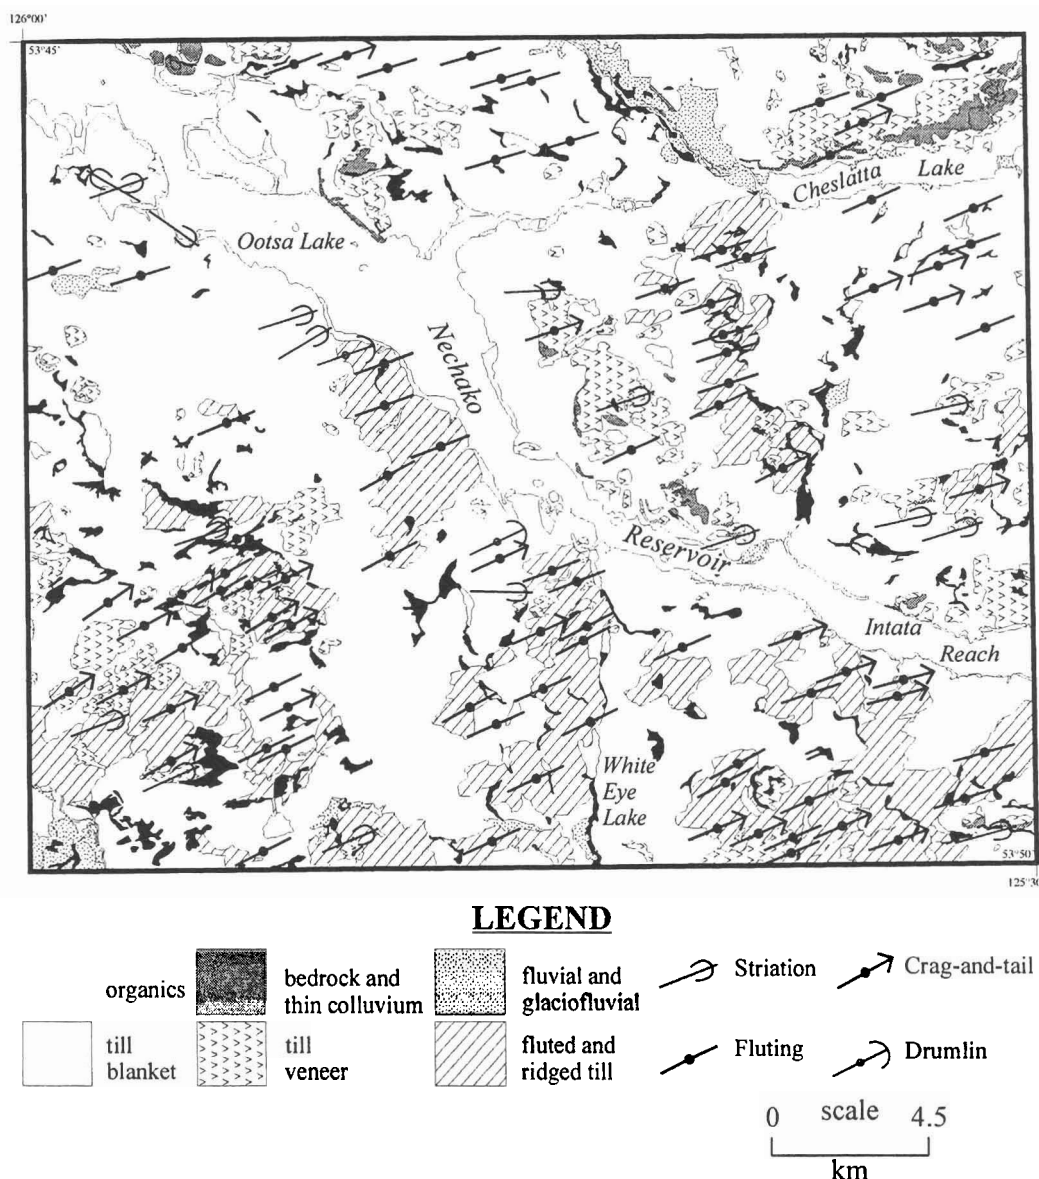 126°00'
53°45'
Cheslatta Lake
Ootsa Lake
Nechako
Reservoir
Intata
Reach
White
Eye
Lake
53°50'
LEGEND
organics
bedrock and
thin colluvium
fluvial and
glaciofluvial
Striation
Crag-and-tail
till
blanket
till
veneer
fluted and
ridged till
Fluting
Drumlin
0 scale 4.5
km